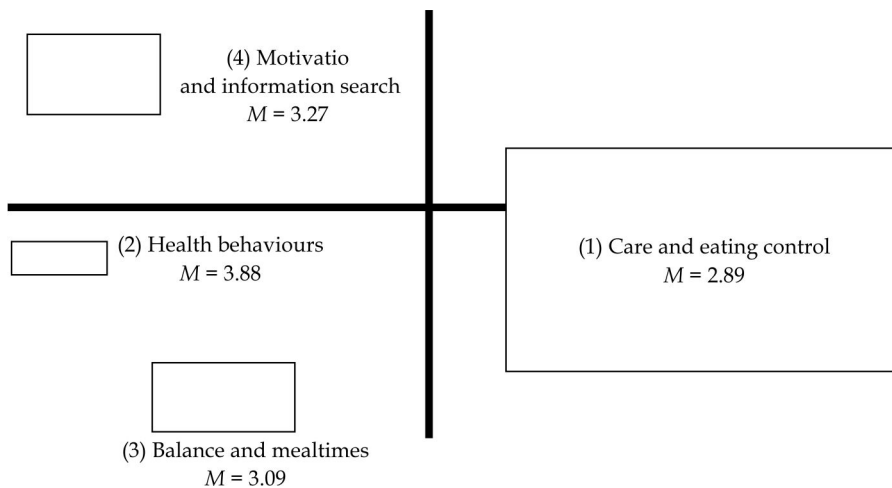 (4) Motivatio
and information search
M = 3.27
(2) Health behaviours
M = 3.88
(1) Care and eating control
M = 2.89
(3) Balance and mealtimes
M = 3.09